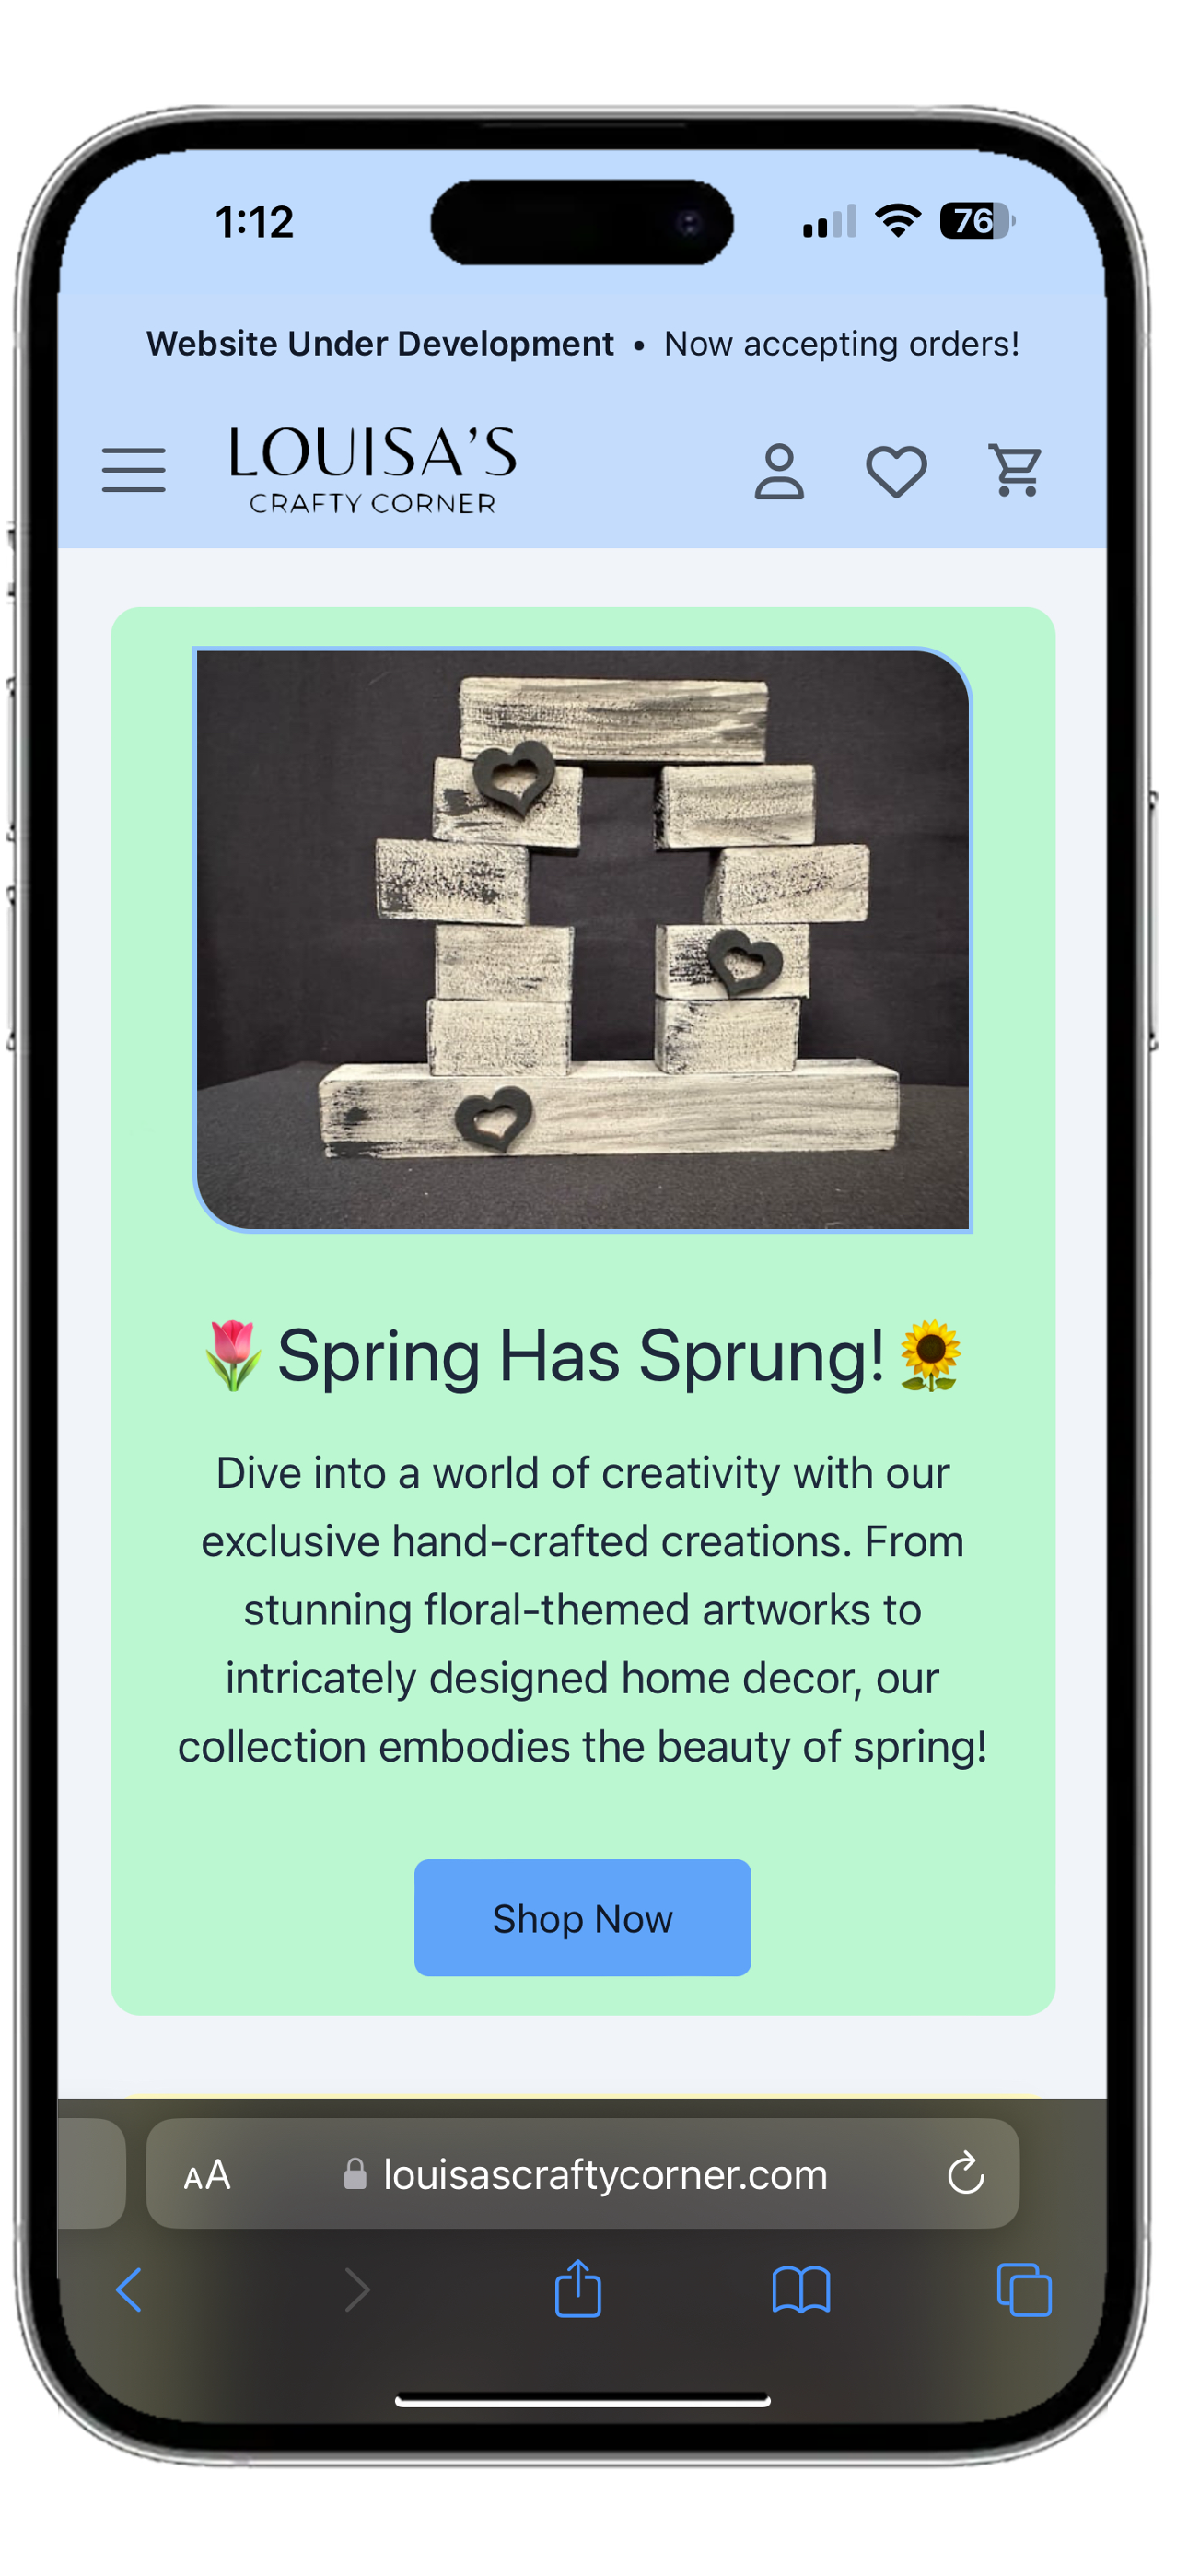 1:12
76
Website Under Development • Now accepting orders!
LOUISA'S
CRAFTY CORNER
🌷 Spring Has Sprung! 🌻
Dive into a world of creativity with our
exclusive hand-crafted creations. From
stunning floral-themed artworks to
intricately designed home decor, our
collection embodies the beauty of spring!
Shop Now
AA louisascraftycorner.com